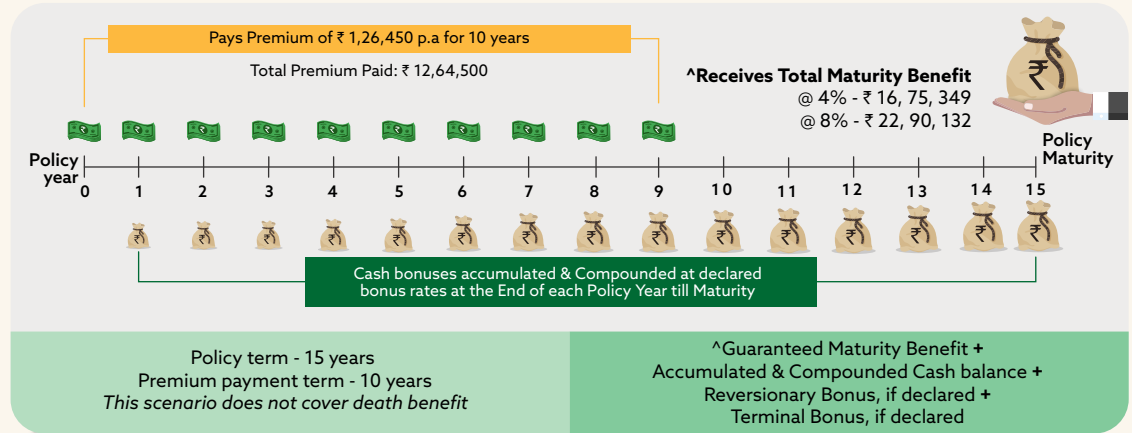 Pays Premium of ₹ 1,26,450 p.a for 10 years
Total Premium Paid: ₹ 12,64,500
^Receives Total Maturity Benefit
@ 4% - ₹ 16, 75, 349
@ 8% - ₹ 22, 90, 132
₹
₹ ₹ ₹ ₹ ₹ ₹ ₹ ₹ ₹ ₹
Policy
year
Policy
Maturity
0 1 2 3 4 5 6 7 8 9 10 11 12 13 14 15
₹ ₹ ₹ ₹ ₹ ₹ ₹ ₹ ₹ ₹ ₹ ₹ ₹ ₹ ₹
Cash bonuses accumulated & Compounded at declared
bonus rates at the End of each Policy Year till Maturity
Policy term - 15 years
Premium payment term - 10 years
This scenario does not cover death benefit
^Guaranteed Maturity Benefit +
Accumulated & Compounded Cash balance +
Reversionary Bonus, if declared +
Terminal Bonus, if declared